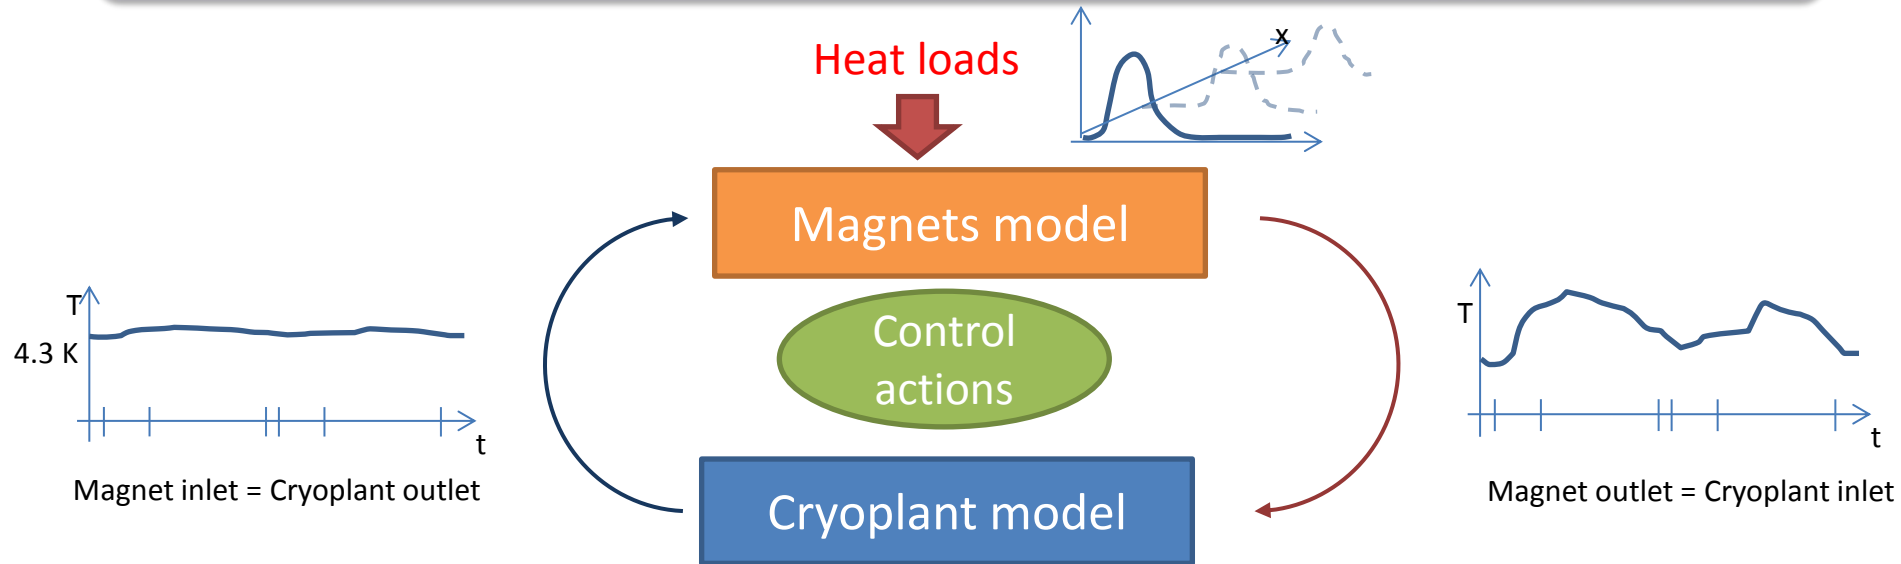 Heat loads
x
Magnets model
T
4.3 K
t
Magnet inlet = Cryoplant outlet
Control
actions
T
t
Magnet outlet = Cryoplant inlet
Cryoplant model